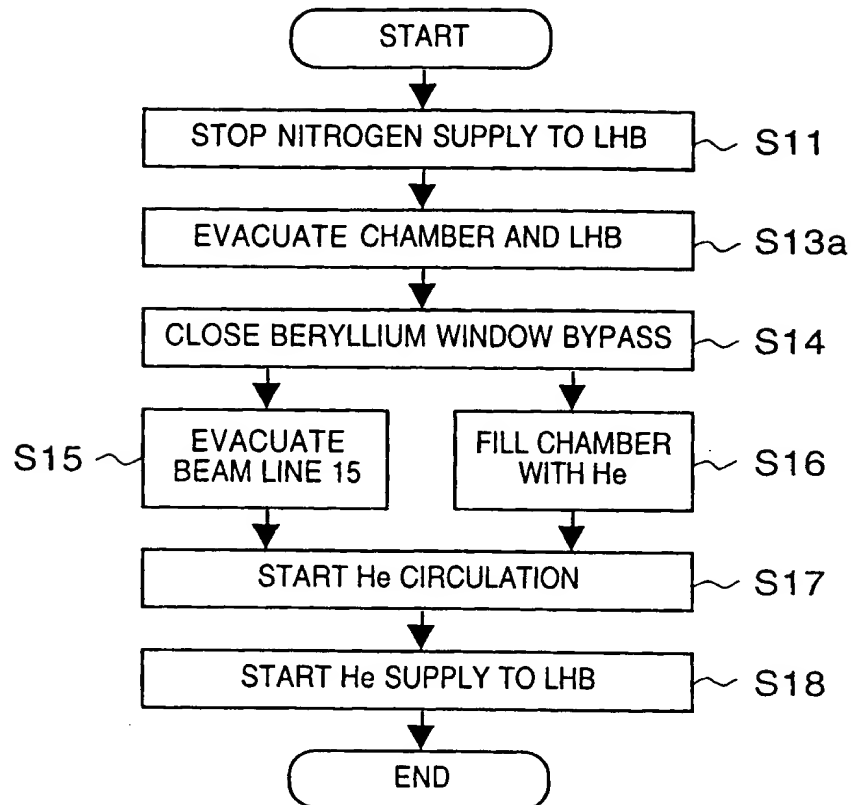 START
STOP NITROGEN SUPPLY TO LHB
S11
EVACUATE CHAMBER AND LHB
S13a
CLOSE BERYLLIUM WINDOW BYPASS
S14
S15
EVACUATE
BEAM LINE 15
FILL CHAMBER
WITH He
S16
START He CIRCULATION
S17
START He SUPPLY TO LHB
S18
END